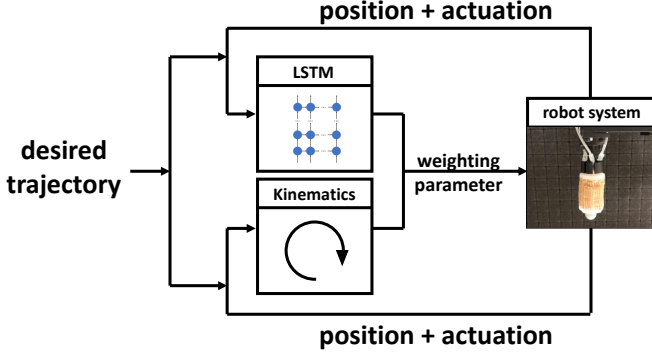 position + actuation
LSTM
robot system
desired
trajectory
weighting
parameter
Kinematics
position + actuation